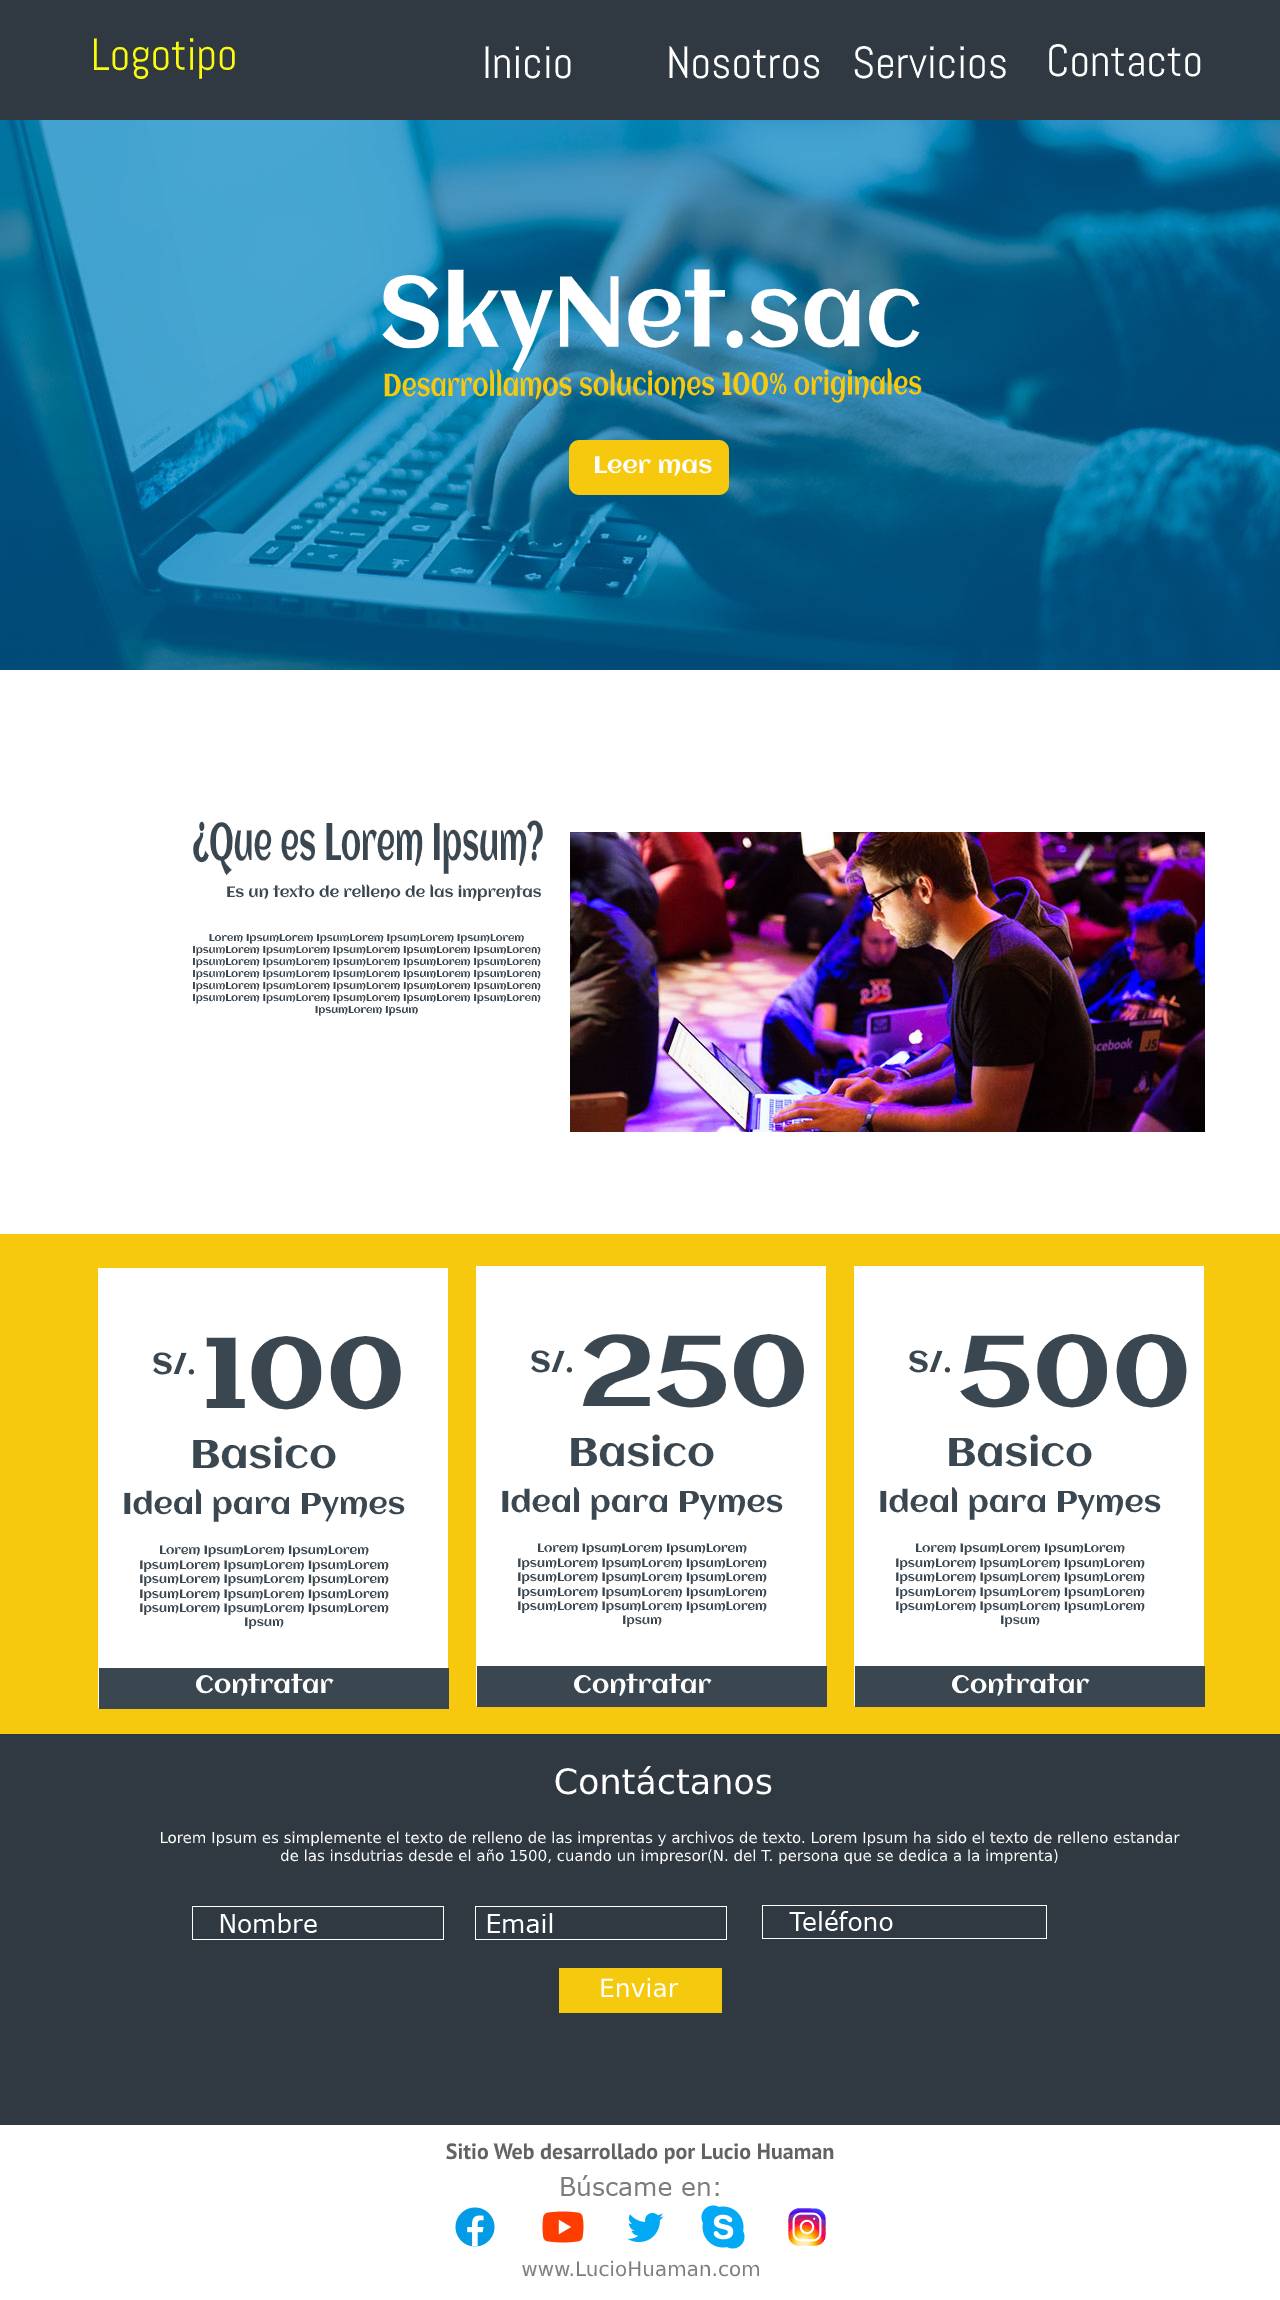 Logotipo
Inicio Nosotros Servicios Contacto
SkyNet.sac
Desarrollamos soluciones 100% originales
Leer mas
¿Que es Lorem Ipsum?
Es un texto de relleno de las imprentas
Lorem IpsumLorem IpsumLorem IpsumLorem IpsumLorem
IpsumLorem IpsumLorem IpsumLorem IpsumLorem IpsumLorem
IpsumLorem IpsumLorem IpsumLorem IpsumLorem IpsumLorem
IpsumLorem IpsumLorem IpsumLorem IpsumLorem IpsumLorem
IpsumLorem IpsumLorem IpsumLorem IpsumLorem IpsumLorem
IpsumLorem IpsumLorem IpsumLorem IpsumLorem IpsumLorem
IpsumLorem Ipsum
facebook JS
S/. 100
Basico
Ideal para Pymes
Lorem IpsumLorem IpsumLorem
IpsumLorem IpsumLorem IpsumLorem
IpsumLorem IpsumLorem IpsumLorem
IpsumLorem IpsumLorem IpsumLorem
IpsumLorem IpsumLorem IpsumLorem
Ipsum
Contratar
S/. 250
Basico
Ideal para Pymes
Lorem IpsumLorem IpsumLorem
IpsumLorem IpsumLorem IpsumLorem
IpsumLorem IpsumLorem IpsumLorem
IpsumLorem IpsumLorem IpsumLorem
IpsumLorem IpsumLorem IpsumLorem
Ipsum
Contratar
S/. 500
Basico
Ideal para Pymes
Lorem IpsumLorem IpsumLorem
IpsumLorem IpsumLorem IpsumLorem
IpsumLorem IpsumLorem IpsumLorem
IpsumLorem IpsumLorem IpsumLorem
IpsumLorem IpsumLorem IpsumLorem
Ipsum
Contratar
Contáctanos
Lorem Ipsum es simplemente el texto de relleno de las imprentas y archivos de texto. Lorem Ipsum ha sido el texto de relleno estandar
de las insdutrias desde el año 1500, cuando un impresor(N. del T. persona que se dedica a la imprenta)
Nombre Email Teléfono
Enviar
Sitio Web desarrollado por Lucio Huaman
Búscame en:
www.LucioHuaman.com